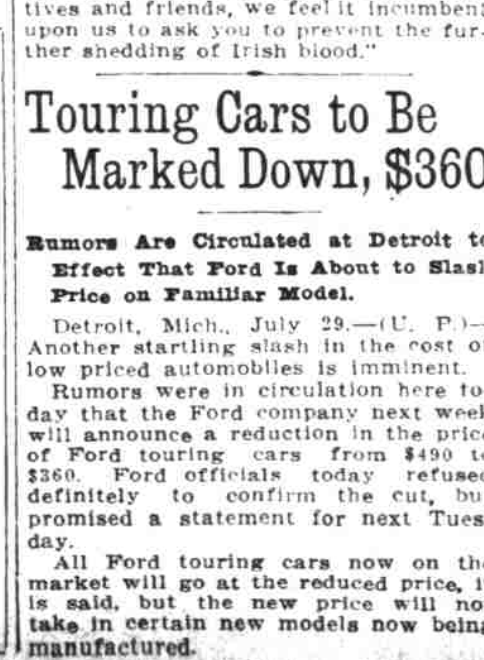 tives and friends, we feel it incumbent
upon us to ask you to prevent the fur-
ther shedding of Irish blood."
Touring Cars to Be
Marked Down, $360
Rumors Are Circulated at Detroit to
Effect That Ford Is About to Slash
Price on Familiar Model.
Detroit, Mich., July 29.—(U. P.)—
Another startling slash in the cost of
low priced automobiles is imminent.
Rumors were in circulation here to-
day that the Ford company next week
will announce a reduction in the price
of Ford touring cars from $490 to
$360. Ford officials today refused
definitely to confirm the cut, but
promised a statement for next Tues-
day.
All Ford touring cars now on the
market will go at the reduced price, it
is said, but the new price will not
take in certain new models now being
manufactured.